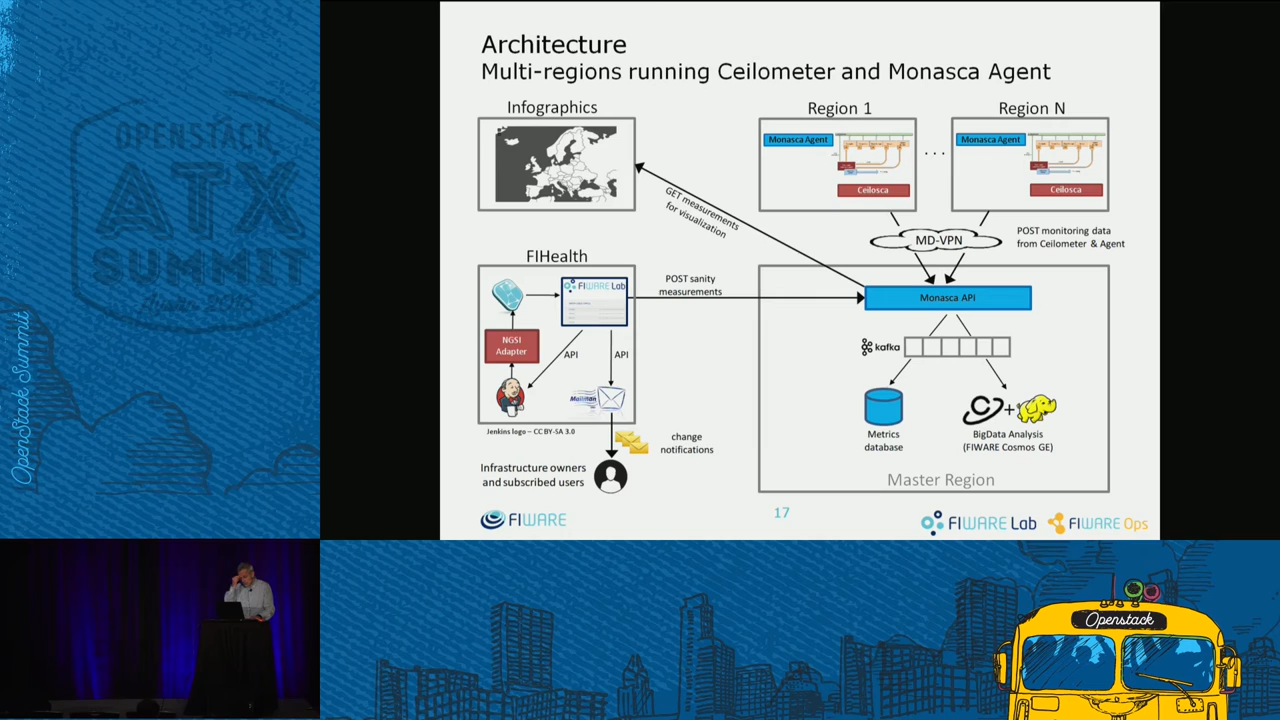 Architecture
Multi-regions running Ceilometer and Monasca Agent
Infographics
Region 1
Region N
Monasca Agent
Ceilosca
. . .
Monasca Agent
Ceilosca
GET measurements
for visualization
MD-VPN
POST monitoring data
from Ceilometer & Agent
FIHealth
FIWARE Lab
NGSI
Adapter
API
API
MailMan
Jenkins logo – CC BY-SA 3.0
POST sanity
measurements
change
notifications
Infrastructure owners
and subscribed users
Monasca API
kafka
Metrics
database
+
BigData Analysis
(FIWARE Cosmos GE)
Master Region
FIWARE
17
FIWARE Lab
FIWARE Ops
OPENSTACK
ATX
SUMMIT
OpenStack Summit
Openstack